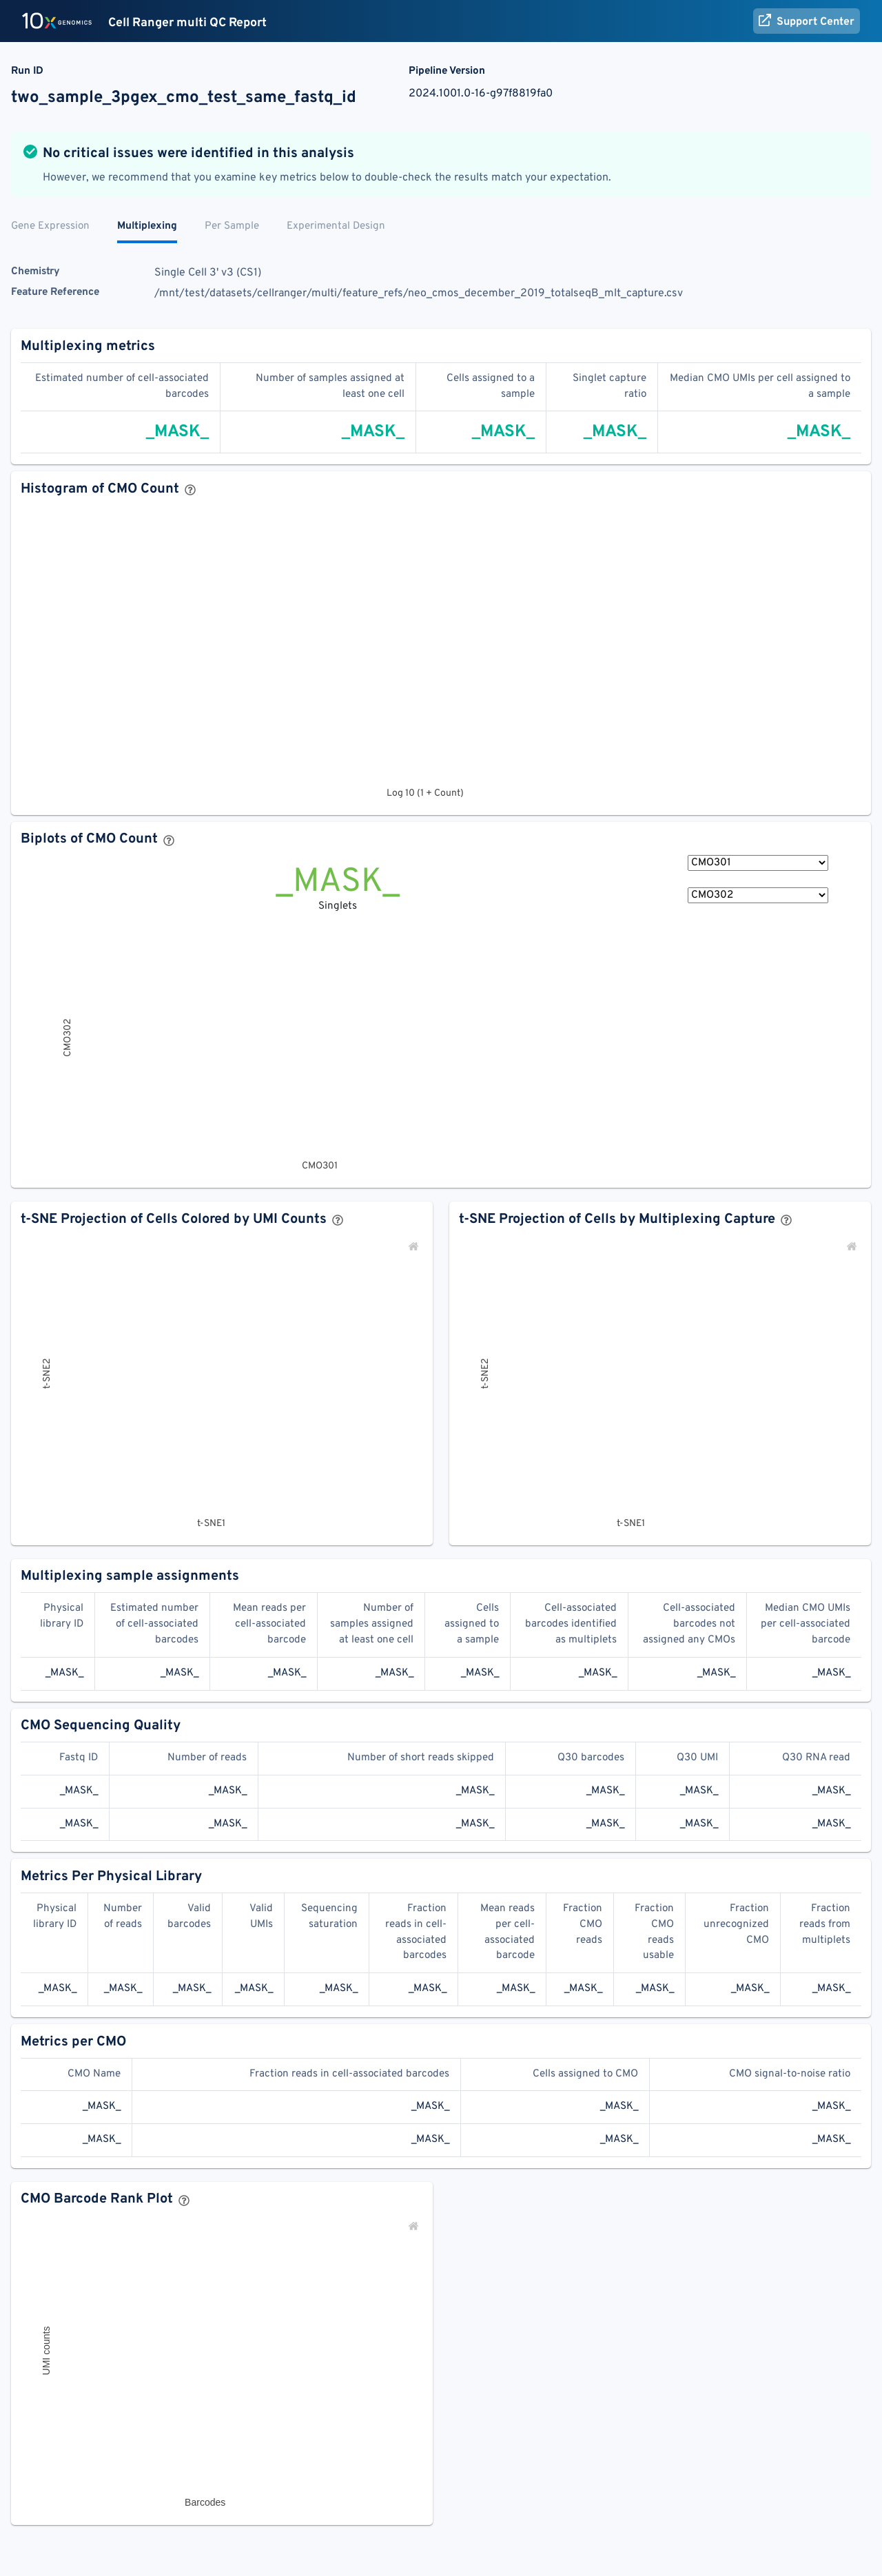 10x GENOMICS Cell Ranger multi QC Report Support Center
Run ID
two_sample_3pgex_cmo_test_same_fastq_id
Pipeline Version
2024.1001.0-16-g97f8819fa0
No critical issues were identified in this analysis
However, we recommend that you examine key metrics below to double-check the results match your expectation.
Gene Expression Multiplexing Per Sample Experimental Design
Chemistry Single Cell 3' v3 (CS1)
Feature Reference /mnt/test/datasets/cellranger/multi/feature_refs/neo_cmos_december_2019_totalseqB_mlt_capture.csv
Multiplexing metrics
Estimated number of cell-associated
barcodes
Number of samples assigned at
least one cell
Cells assigned to a
sample
Singlet capture
ratio
Median CMO UMIs per cell assigned to
a sample
_MASK_ _MASK_ _MASK_ _MASK_ _MASK_
Histogram of CMO Count ?
Log 10 (1 + Count)
Biplots of CMO Count ?
_MASK_
Singlets
CMO301
CMO302
CMO302
CMO301
t-SNE Projection of Cells Colored by UMI Counts ?
t-SNE2
t-SNE1
t-SNE Projection of Cells by Multiplexing Capture ?
t-SNE2
t-SNE1
Multiplexing sample assignments
Physical
library ID
Estimated number
of cell-associated
barcodes
Mean reads per
cell-associated
barcode
Number of
samples assigned
at least one cell
Cells
assigned to
a sample
Cell-associated
barcodes identified
as multiplets
Cell-associated
barcodes not
assigned any CMOs
Median CMO UMIs
per cell-associated
barcode
_MASK_ _MASK_ _MASK_ _MASK_ _MASK_ _MASK_ _MASK_ _MASK_
CMO Sequencing Quality
Fastq ID Number of reads Number of short reads skipped Q30 barcodes Q30 UMI Q30 RNA read
_MASK_ _MASK_ _MASK_ _MASK_ _MASK_ _MASK_
_MASK_ _MASK_ _MASK_ _MASK_ _MASK_ _MASK_
Metrics Per Physical Library
Physical
library ID
Number
of reads
Valid
barcodes
Valid
UMIs
Sequencing
saturation
Fraction
reads in cell-
associated
barcodes
Mean reads
per cell-
associated
barcode
Fraction
CMO
reads
Fraction
CMO
reads
usable
Fraction
unrecognized
CMO
Fraction
reads from
multiplets
_MASK_ _MASK_ _MASK_ _MASK_ _MASK_ _MASK_ _MASK_ _MASK_ _MASK_ _MASK_ _MASK_
Metrics per CMO
CMO Name Fraction reads in cell-associated barcodes Cells assigned to CMO CMO signal-to-noise ratio
_MASK_ _MASK_ _MASK_ _MASK_
_MASK_ _MASK_ _MASK_ _MASK_
CMO Barcode Rank Plot ?
UMI counts
Barcodes